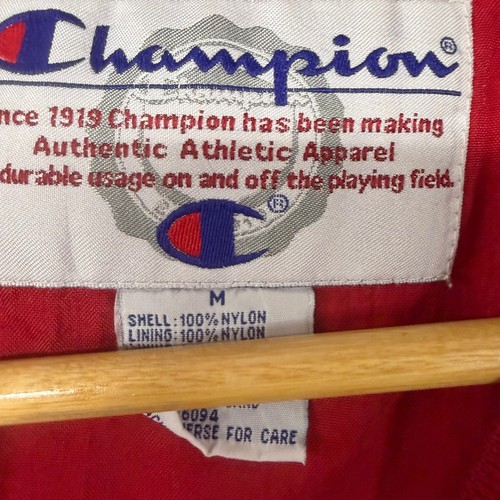 Champion®
nce 1919 Champion has been making
Authentic Athletic Apparel
durable usage on and off the playing field.
®
M
SHELL: 100% NYLON
LINING: 100% NYLON
6094
ERSE FOR CARE